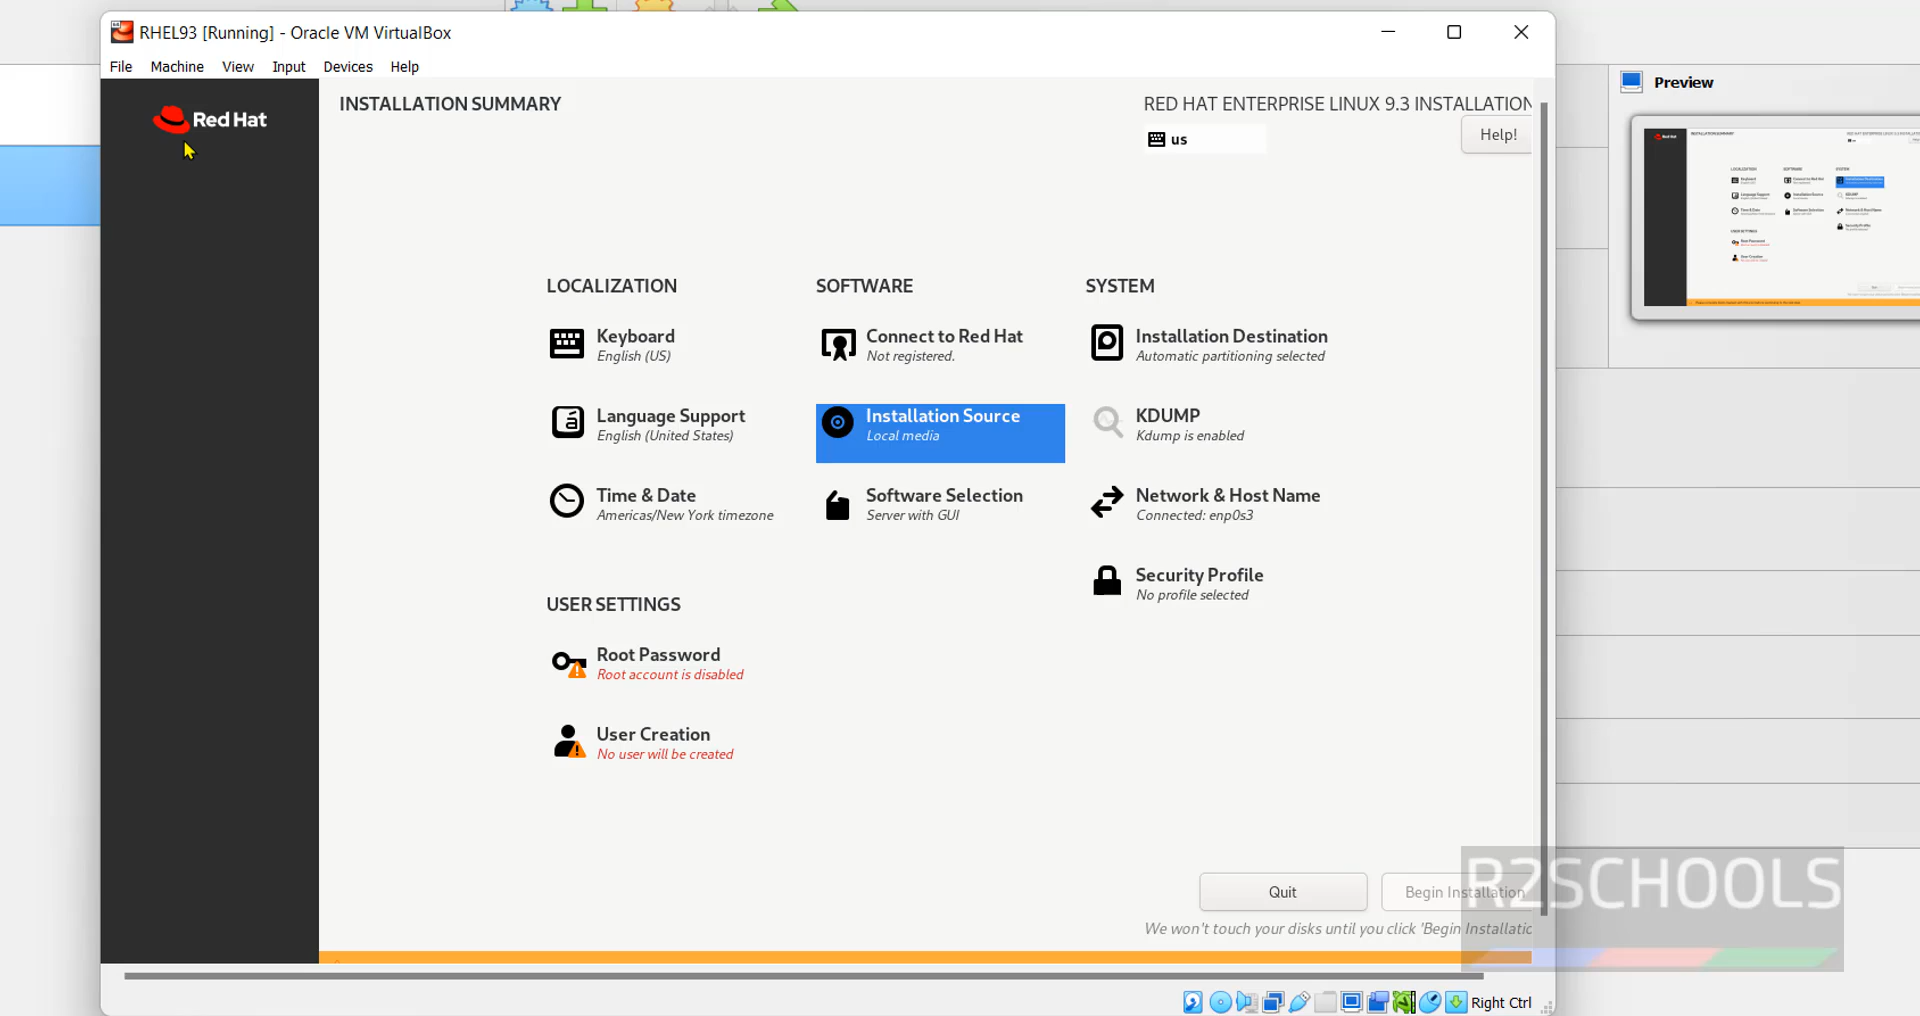 RHEL93 [Running] - Oracle VM VirtualBox
File Machine View Input Devices Help
Preview
Red Hat
INSTALLATION SUMMARY
RED HAT ENTERPRISE LINUX 9.3 INSTALLATION
us
Help!
LOCALIZATION
Keyboard
English (US)
Language Support
English (United States)
Time & Date
Americas/New York timezone
SOFTWARE
Connect to Red Hat
Not registered.
Installation Source
Local media
Software Selection
Server with GUI
SYSTEM
Installation Destination
Automatic partitioning selected
KDUMP
Kdump is enabled
Network & Host Name
Connected: enp0s3
Security Profile
No profile selected
USER SETTINGS
Root Password
Root account is disabled
User Creation
No user will be created
Quit
Begin Installation
We won't touch your disks until you click 'Begin Installatio
R2SCHOOLS
Right Ctrl